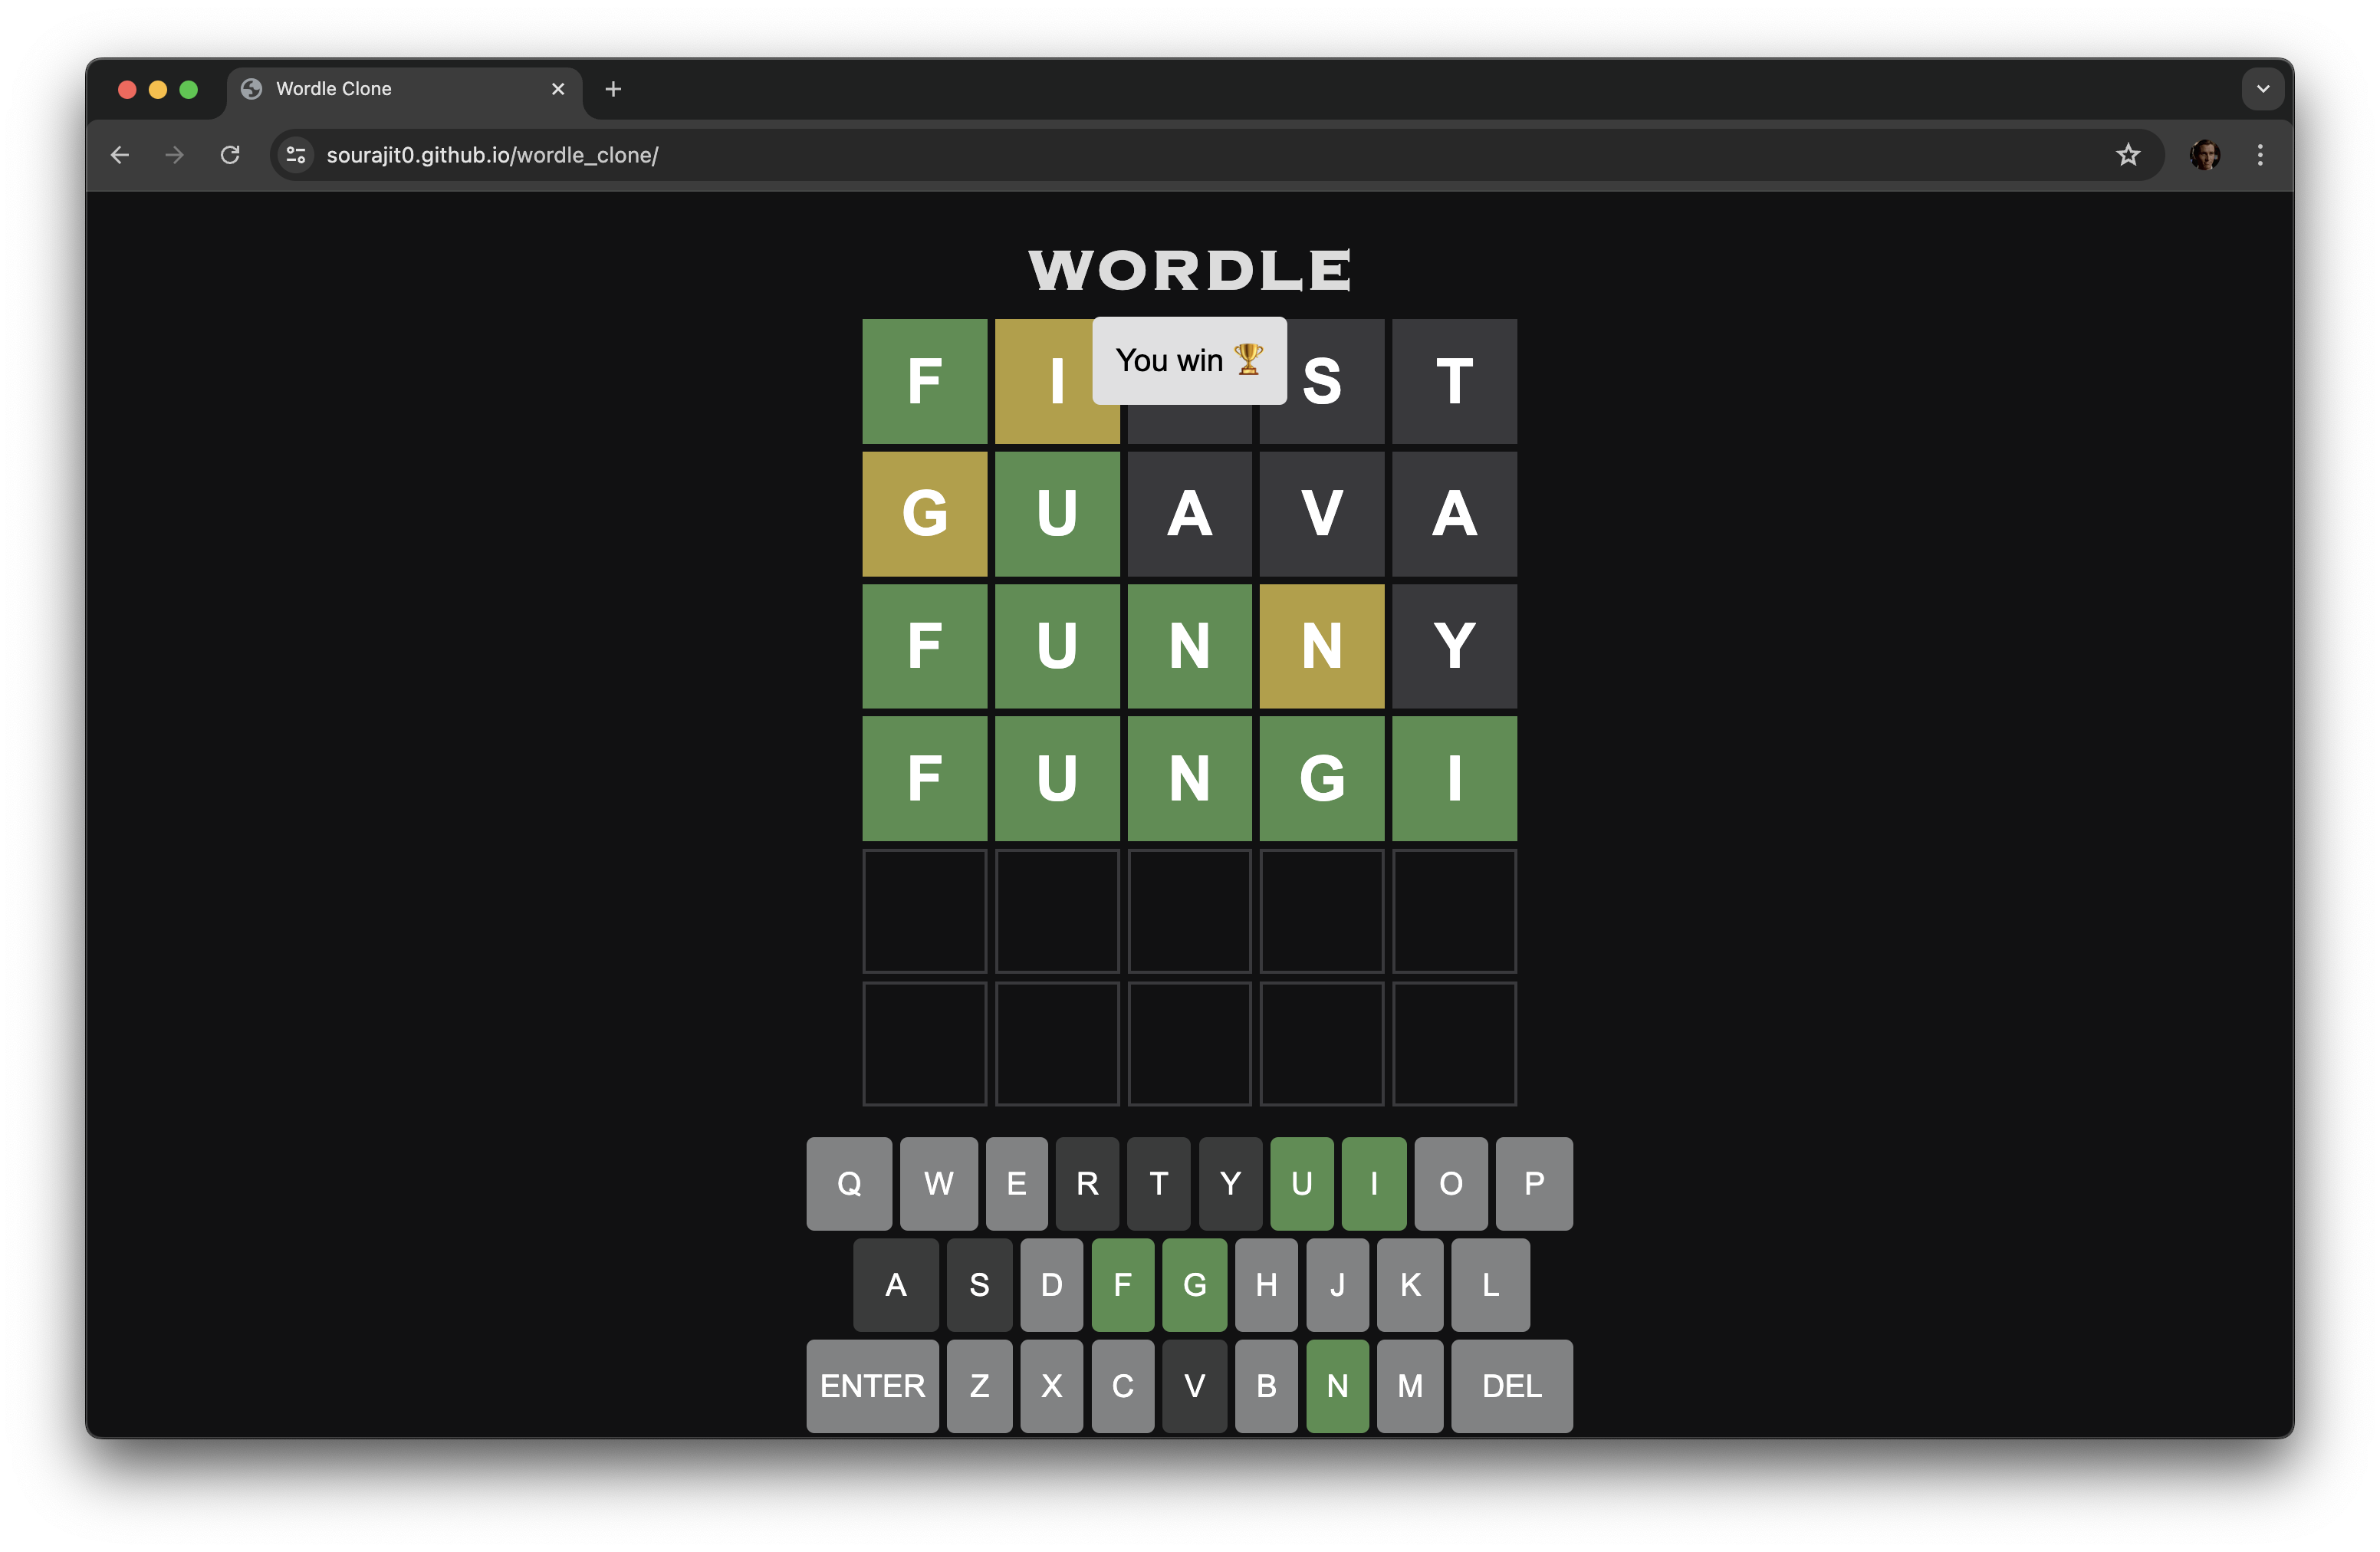 Wordle Clone
sourajit0.github.io/wordle_clone/
WORDLE
You win 🏆
F I S T
G U A V A
F U N N Y
F U N G I
Q W E R T Y U I O P
A S D F G H J K L
ENTER Z X C V B N M DEL